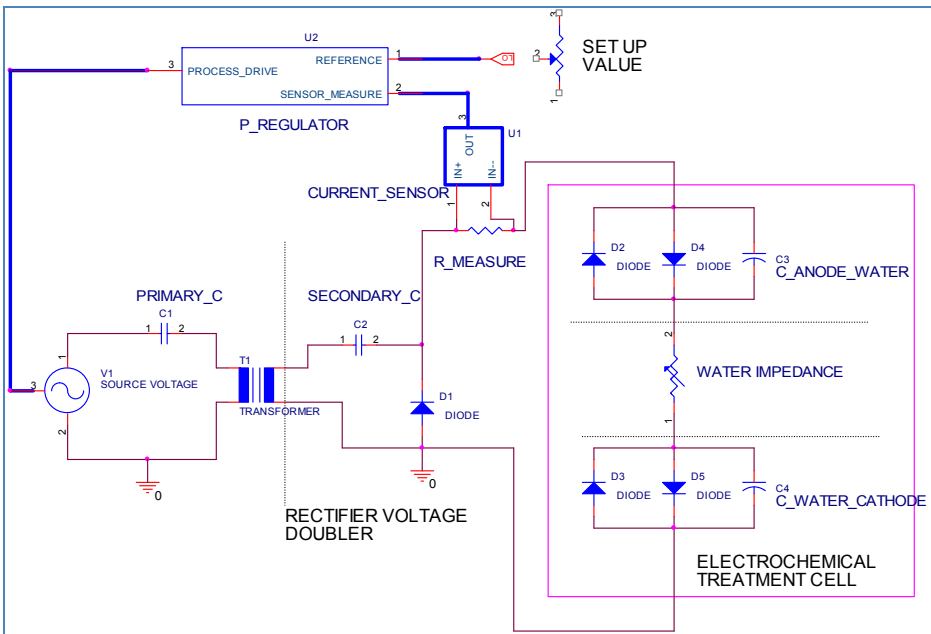 U2
3
PROCESS_DRIVE
REFERENCE
1
SENSOR_MEASURE
2
P_REGULATOR
LO
3
2
1
SET UP
VALUE
3
U1
OUT
IN+
IN--
CURRENT_SENSOR
1
2
R_MEASURE
D2
DIODE
D4
DIODE
C3
C_ANODE_WATER
PRIMARY_C
C1
1
2
SECONDARY_C
C2
1
2
2
WATER IMPEDANCE
1
V1
SOURCE VOLTAGE
1
3
2
T1
TRANSFORMER
D1
DIODE
0
0
D3
DIODE
D5
DIODE
C4
C_WATER_CATHODE
RECTIFIER VOLTAGE
DOUBLER
ELECTROCHEMICAL
TREATMENT CELL